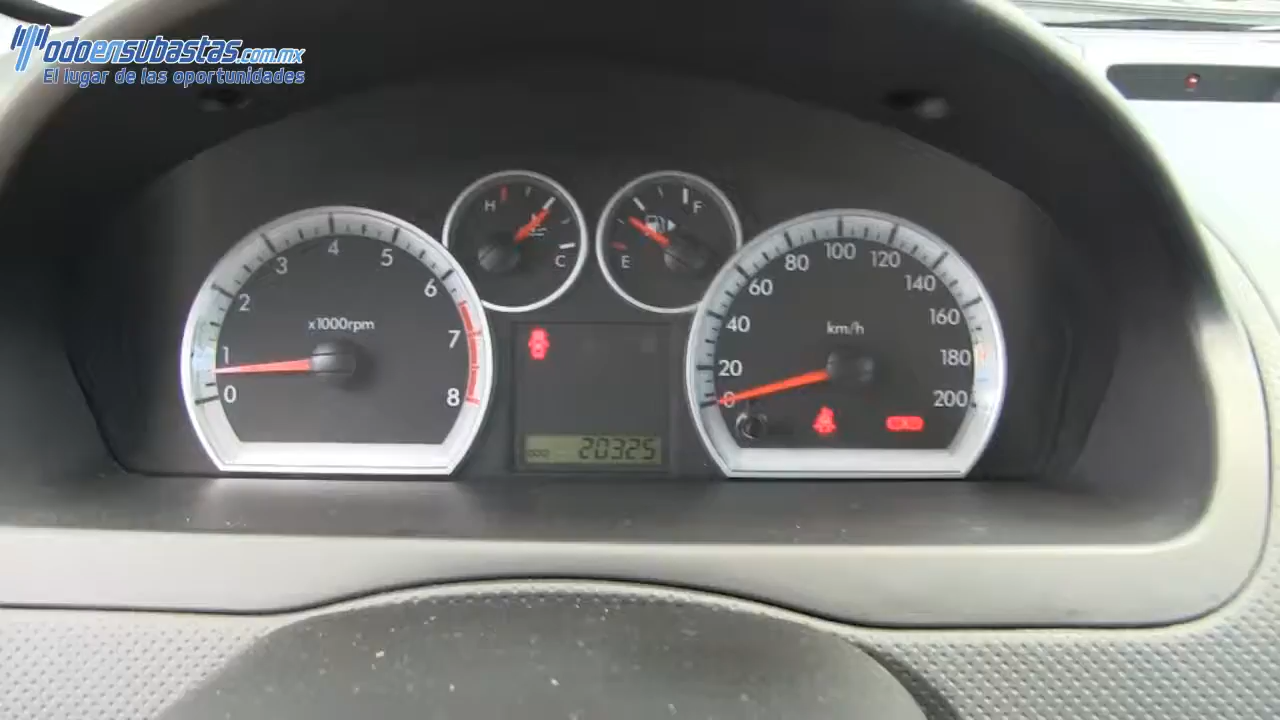 Todoensubastas.com.mx
El lugar de las oportunidades
H
C
F
E
0
1
2
3
4
5
6
7
8
x1000rpm
0
20
40
60
80
100
120
140
160
180
200
km/h
ODO 20325